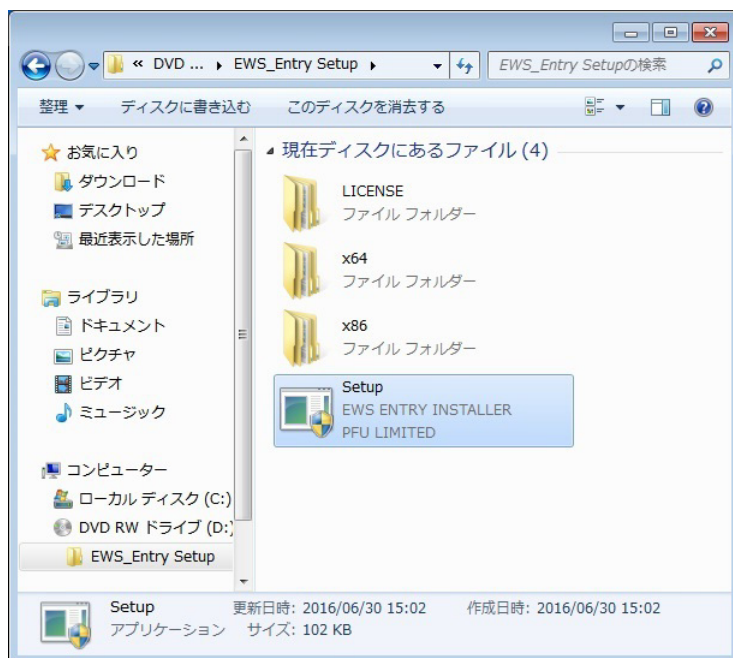 « DVD ... ▸ EWS_Entry Setup ▸
EWS_Entry Setupの検索
整理 ▼ ディスクに書き込む このディスクを消去する
お気に入り
ダウンロード
デスクトップ
最近表示した場所
ライブラリ
ドキュメント
ピクチャ
ビデオ
ミュージック
コンピューター
ローカル ディスク (C:)
DVD RW ドライブ (D:)
EWS_Entry Setup
現在ディスクにあるファイル (4)
LICENSE
ファイル フォルダー
x64
ファイル フォルダー
x86
ファイル フォルダー
Setup
EWS ENTRY INSTALLER
PFU LIMITED
Setup 更新日時: 2016/06/30 15:02 作成日時: 2016/06/30 15:02
アプリケーション サイズ: 102 KB